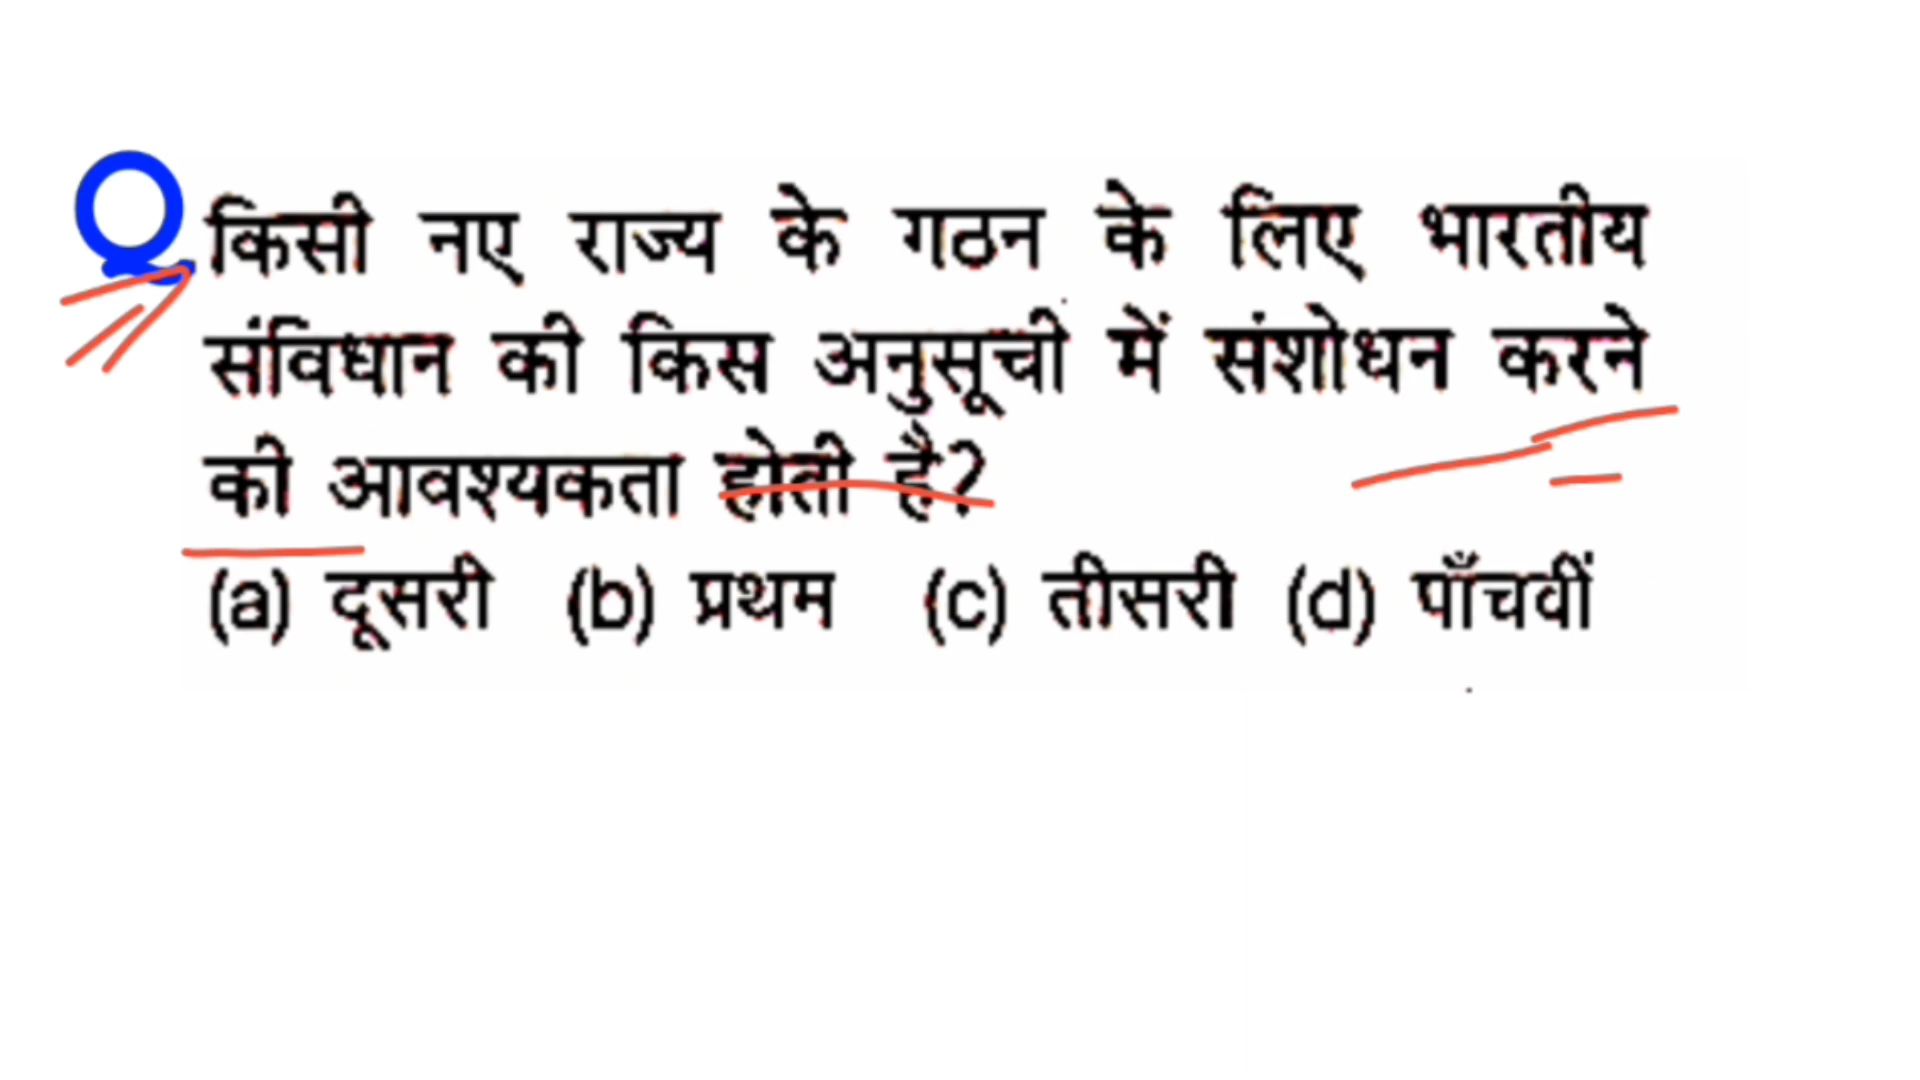 Q किसी नए राज्य के गठन के लिए भारतीय
संविधान की किस अनुसूची में संशोधन करने
की आवश्यकता होती है?
(a) दूसरी (b) प्रथम (c) तीसरी (d) पाँचवीं